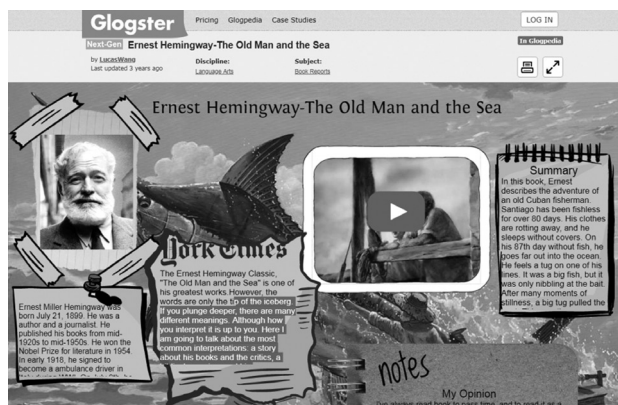 Glogster
Pricing Glogpedia Case Studies
LOG IN
Next-Gen Ernest Hemingway-The Old Man and the Sea
In Glogpedia
by LucasWang
Last updated 3 years ago
Discipline:
Language Arts
Subject:
Book Reports
Ernest Hemingway-The Old Man and the Sea
Ernest Miller Hemingway was
born July 21, 1899. He was a
author and a journalist. He
published his books from mid-
1920s to mid-1950s. He won the
Nobel Prize for literature in 1954.
In early 1918, he signed to
become a ambulance driver in
York Times
The Ernest Hemingway Classic,
"The Old Man and the Sea" is one of
his greatest works.However, the
words are only the tip of the iceberg.
If you plunge deeper, there are many
different meanings. Although how
you interpret it is up to you. Here I
am going to talk about the most
common interpretations: a story
about his books and the critics, a
Summary
In this book, Ernest
describes the adventure of
an old Cuban fisherman.
Santiago has been fishless
for over 80 days. His clothes
are rotting away, and he
sleeps without covers. On
his 87th day without fish, he
goes far out into the ocean.
He feels a tug on one of his
lines. It was a big fish, but it
was only nibbling at the bait.
After many moments of
stillness, a big tug pulled the
notes
My Opinion